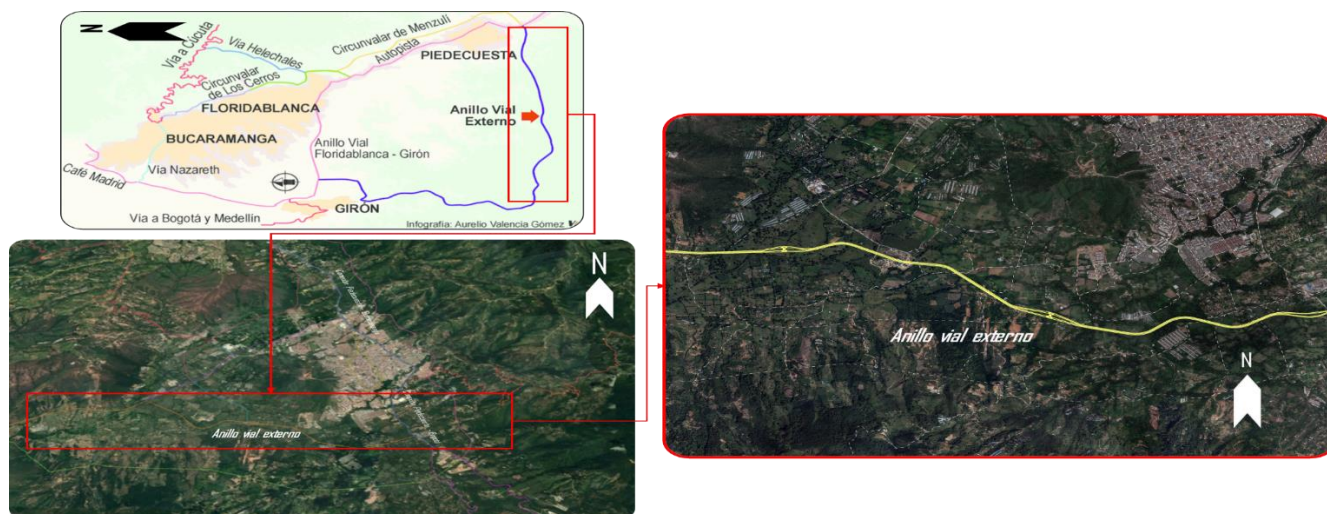 N
Vía a Cúcuta
Vía Helechales
Circunvalar de Menzulí
Autopista
Circunvalar
de Los Cerros
PIEDECUESTA
FLORIDABLANCA
BUCARAMANGA
Anillo Vial
Externo
Anillo Vial
Floridablanca - Girón
Café Madrid
Vía Nazareth
GIRÓN
Vía a Bogotá y Medellín
Infografía: Aurelio Valencia Gómez
N
Anillo vial externo
Anillo vial externo
N